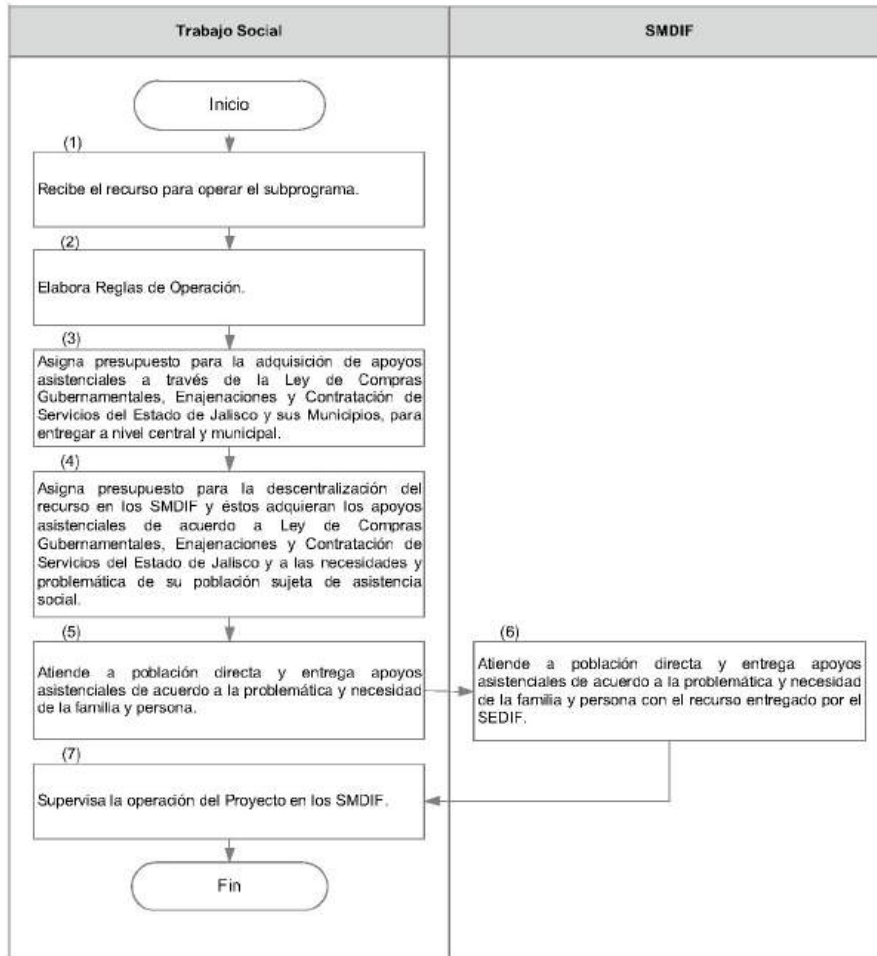 Trabajo Social
SMDIF
Inicio
(1)
Recibe el recurso para operar el subprograma.
(2)
Elabora Reglas de Operación.
(3)
Asigna presupuesto para la adquisición de apoyos
asistenciales a través de la Ley de Compras
Gubernamentales, Enajenaciones y Contratación de
Servicios del Estado de Jalisco y sus Municipios, para
entregar a nivel central y municipal.
(4)
Asigna presupuesto para la descentralización del
recurso en los SMDIF y éstos adquieran los apoyos
asistenciales de acuerdo a Ley de Compras
Gubernamentales, Enajenaciones y Contratación de
Servicios del Estado de Jalisco y a las necesidades y
problemática de su población sujeta de asistencia
social.
(5)
Atiende a población directa y entrega apoyos
asistenciales de acuerdo a la problemática y necesidad
de la familia y persona.
(6)
Atiende a población directa y entrega apoyos
asistenciales de acuerdo a la problemática y necesidad
de la familia y persona con el recurso entregado por el
SEDIF.
(7)
Supervisa la operación del Proyecto en los SMDIF.
Fin